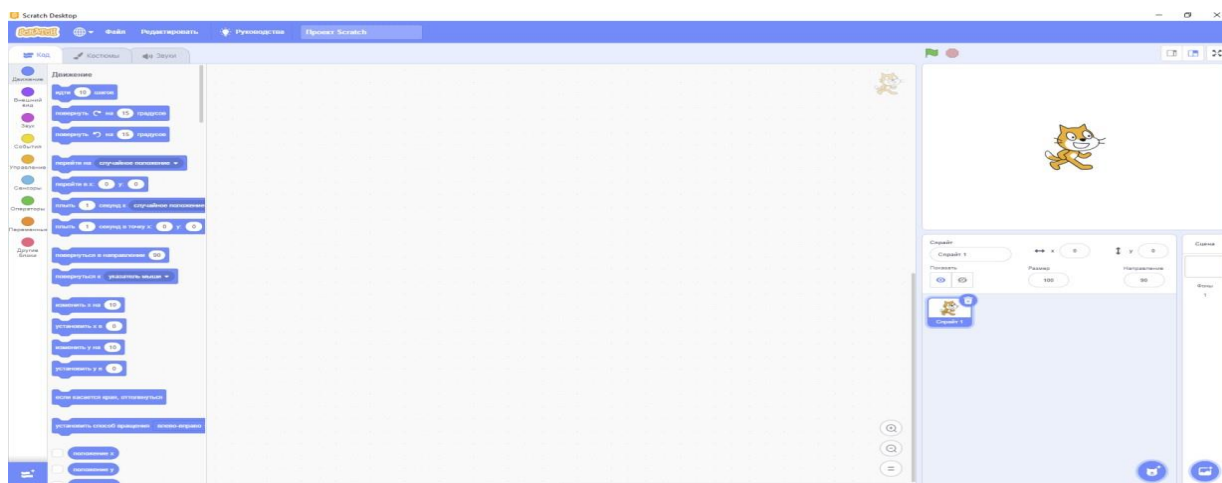 Scratch Desktop
SCRATCH Файл Редактировать Руководства Проект Scratch
Код Костюмы Звуки
Движение
Внешний вид
Звук
События
Управление
Сенсоры
Операторы
Переменные
Другие блоки
Движение
идти 10 шагов
повернуть на 15 градусов
повернуть на 15 градусов
перейти на случайное положение
перейти в x: 0 y: 0
плыть 1 секунд к случайное положение
плыть 1 секунд в точку x: 0 y: 0
повернуться в направлении 90
повернуться к указатель мыши
изменить x на 10
установить x в 0
изменить y на 10
установить y в 0
если касается края, оттолкнуться
установить способ вращения влево-вправо
положение x
положение y
Спрайт
Спрайт 1
x 0
y 0
Показать
Размер
100
Направление
90
Спрайт 1
Сцена
Фоны
1